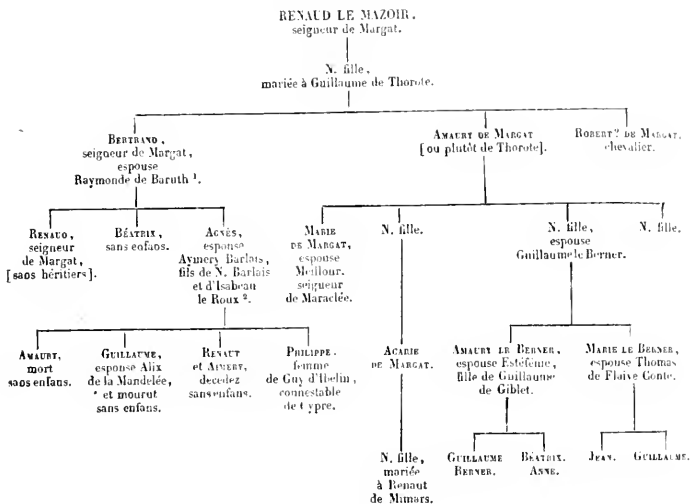 RENAUD LE MAZOIR.
seigneur de Margat.
N. fille,
mariée à Guillaume de Thorote.
BERTRAND,
seigneur de Margat,
espouse
Raymonde de Baruth ¹.
AMAURY DE MARGAT
[ou plutôt de Thorote].
ROBERT? DE MARGAT,
chevalier.
RENAUD,
seigneur
de Margat,
[sans héritiers].
BÉATRIX,
sans enfans.
AGNÈS,
espouse
Aymery Barlais,
fils de N. Barlais
et d'Isabeau
le Roux ².
MARIE
DE MARGAT,
espouse
Meillour.
seigneur
de Maraclée.
N. fille.
N. fille,
espouse
Guillaume le Berner.
N. fille.
AMAURY,
mort
sans enfans.
GUILLAUME,
espouse Alix
de la Mandelée,
et mourut
sans enfans.
RENAUT
et AIMERY,
decedez
sans enfans.
PHILIPPE.
femme
de Guy d'Ibelin,
connestable
de Cypre.
ACARIE
DE MARGAT.
AMAURY LE BERNER,
espouse Estéfénie,
fille de Guillaume
de Giblet.
MARIE LE BERNER,
espouse Thomas
de Flaive Conte.
N. fille,
mariée
à Renaut
de Mimars.
GUILLAUME
BERNER.
BÉATRIX.
ANNE.
JEAN.
GUILLAUME.